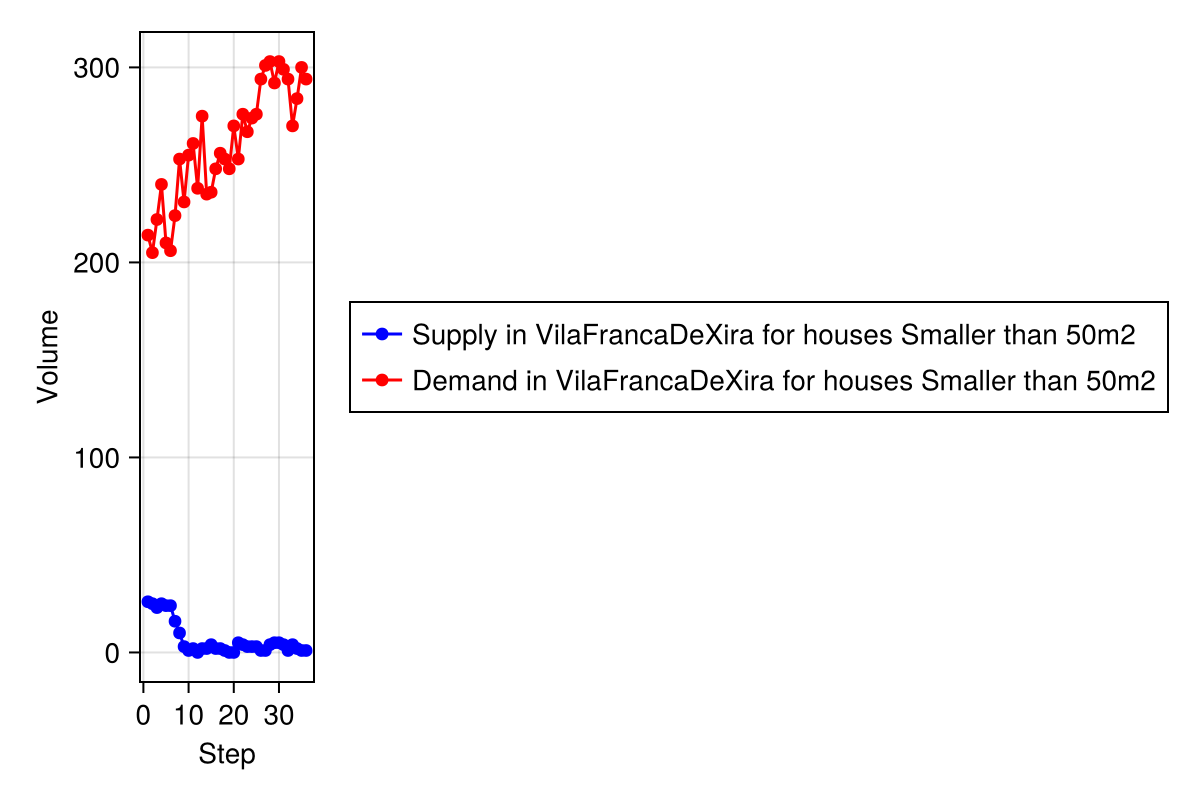 300
200
100
0
Volume
0 10 20 30
Step
Supply in VilaFrancaDeXira for houses Smaller than 50m2
Demand in VilaFrancaDeXira for houses Smaller than 50m2